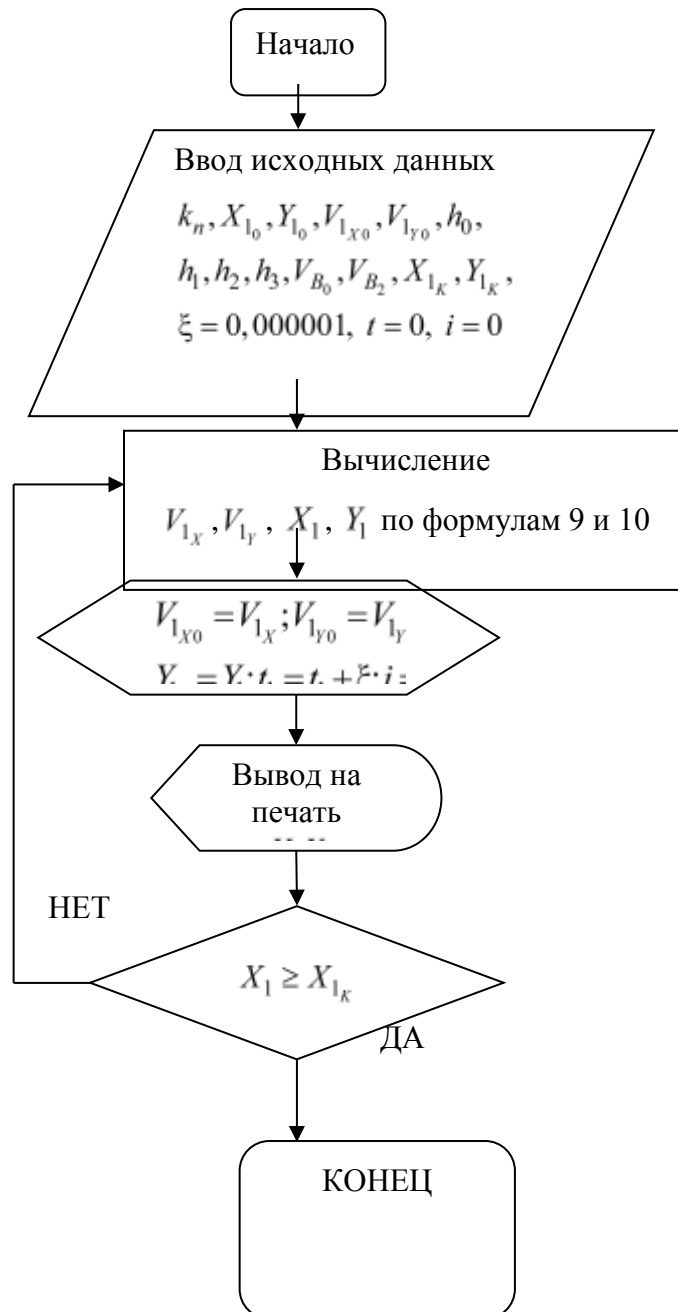 Начало
Ввод исходных данных
k_n, X_{1_0}, Y_{1_0}, V_{1_{X0}}, V_{1_{Y0}}, h_0,
h_1, h_2, h_3, V_{B_0}, V_{B_2}, X_{1_K}, Y_{1_K},
ξ = 0,000001, t = 0, i = 0
Вычисление
V_{1_X}, V_{1_Y}, X_1, Y_1 по формулам 9 и 10
V_{1_{X0}} = V_{1_X}; V_{1_{Y0}} = V_{1_Y}
Вывод на
печать
НЕТ
X_1 ≥ X_{1_K}
ДА
КОНЕЦ